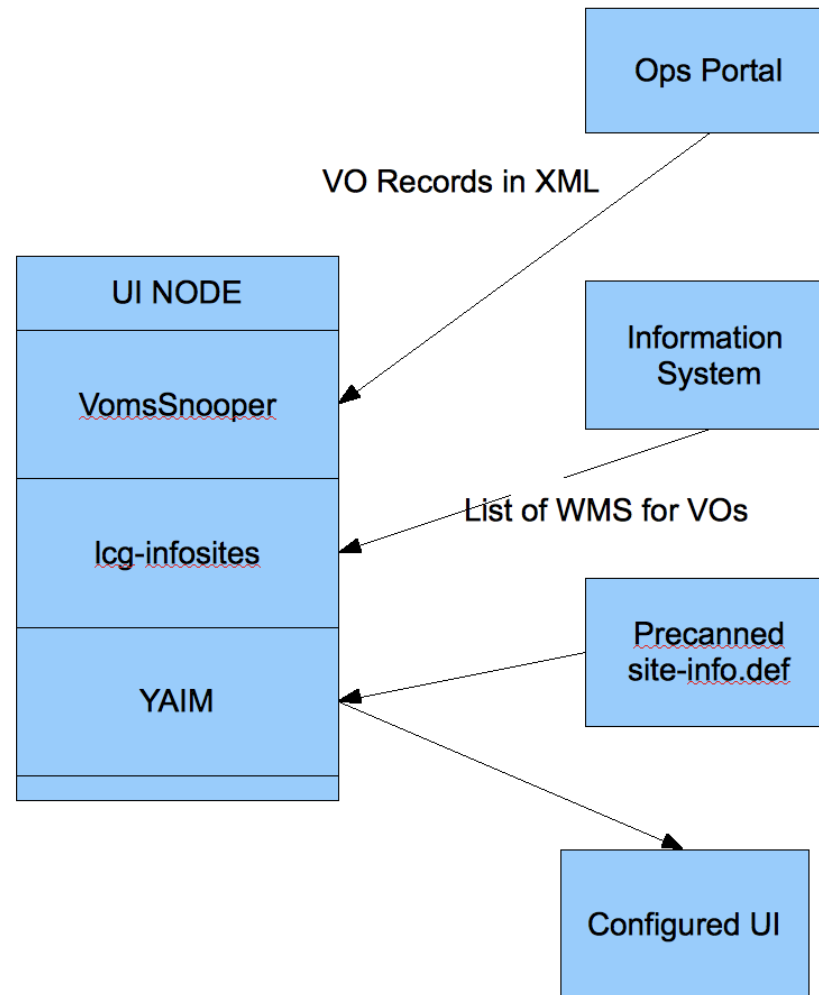 Ops Portal
VO Records in XML
UI NODE
VomsSnooper
Information
System
List of WMS for VOs
lcg-infosites
Precanned
site-info.def
YAIM
Configured UI